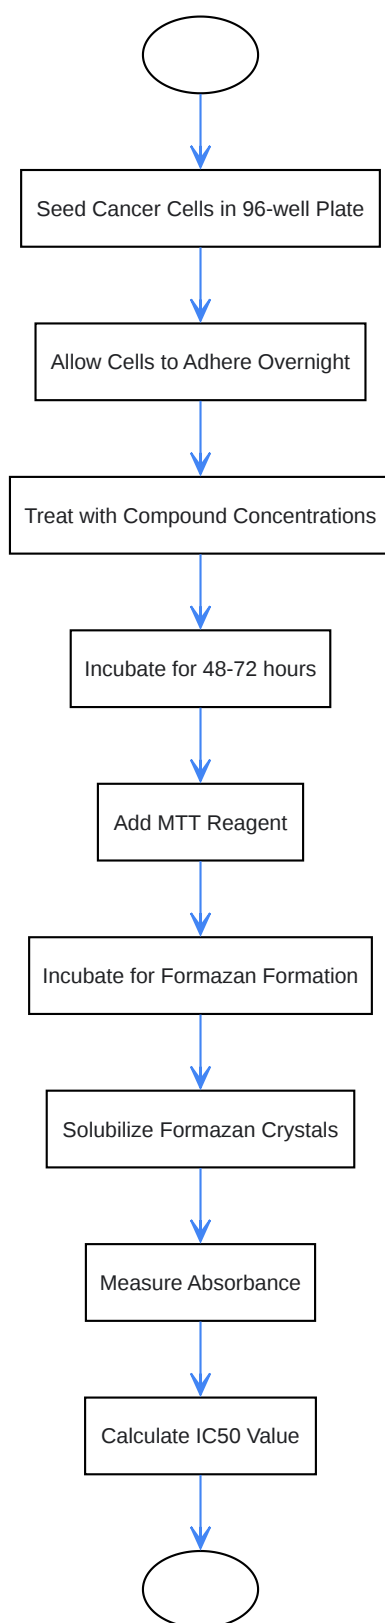 Seed Cancer Cells in 96-well Plate
Allow Cells to Adhere Overnight
Treat with Compound Concentrations
Incubate for 48-72 hours
Add MTT Reagent
Incubate for Formazan Formation
Solubilize Formazan Crystals
Measure Absorbance
Calculate IC50 Value